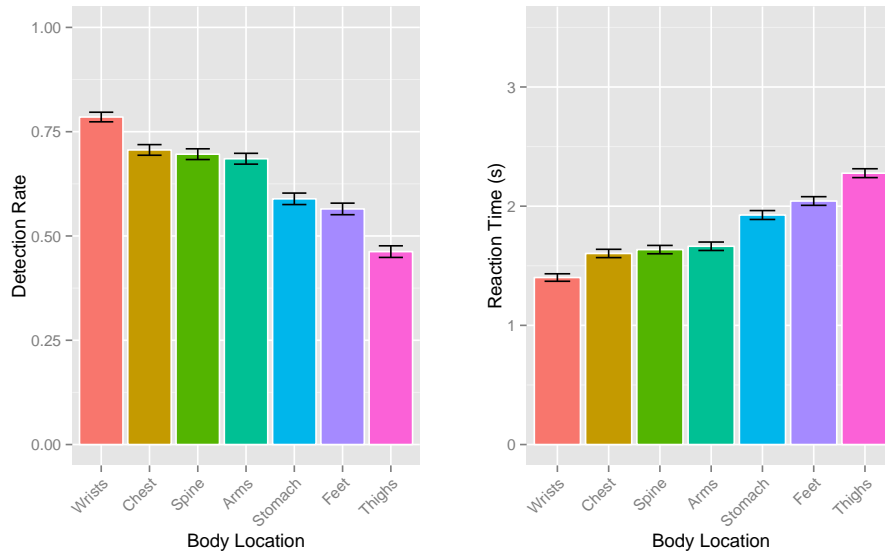 1.00
0.75
0.50
0.25
0.00
Detection Rate
Wrists
Chest
Spine
Arms
Stomach
Feet
Thighs
Body Location
3
2
1
0
Reaction Time (s)
Wrists
Chest
Spine
Arms
Stomach
Feet
Thighs
Body Location